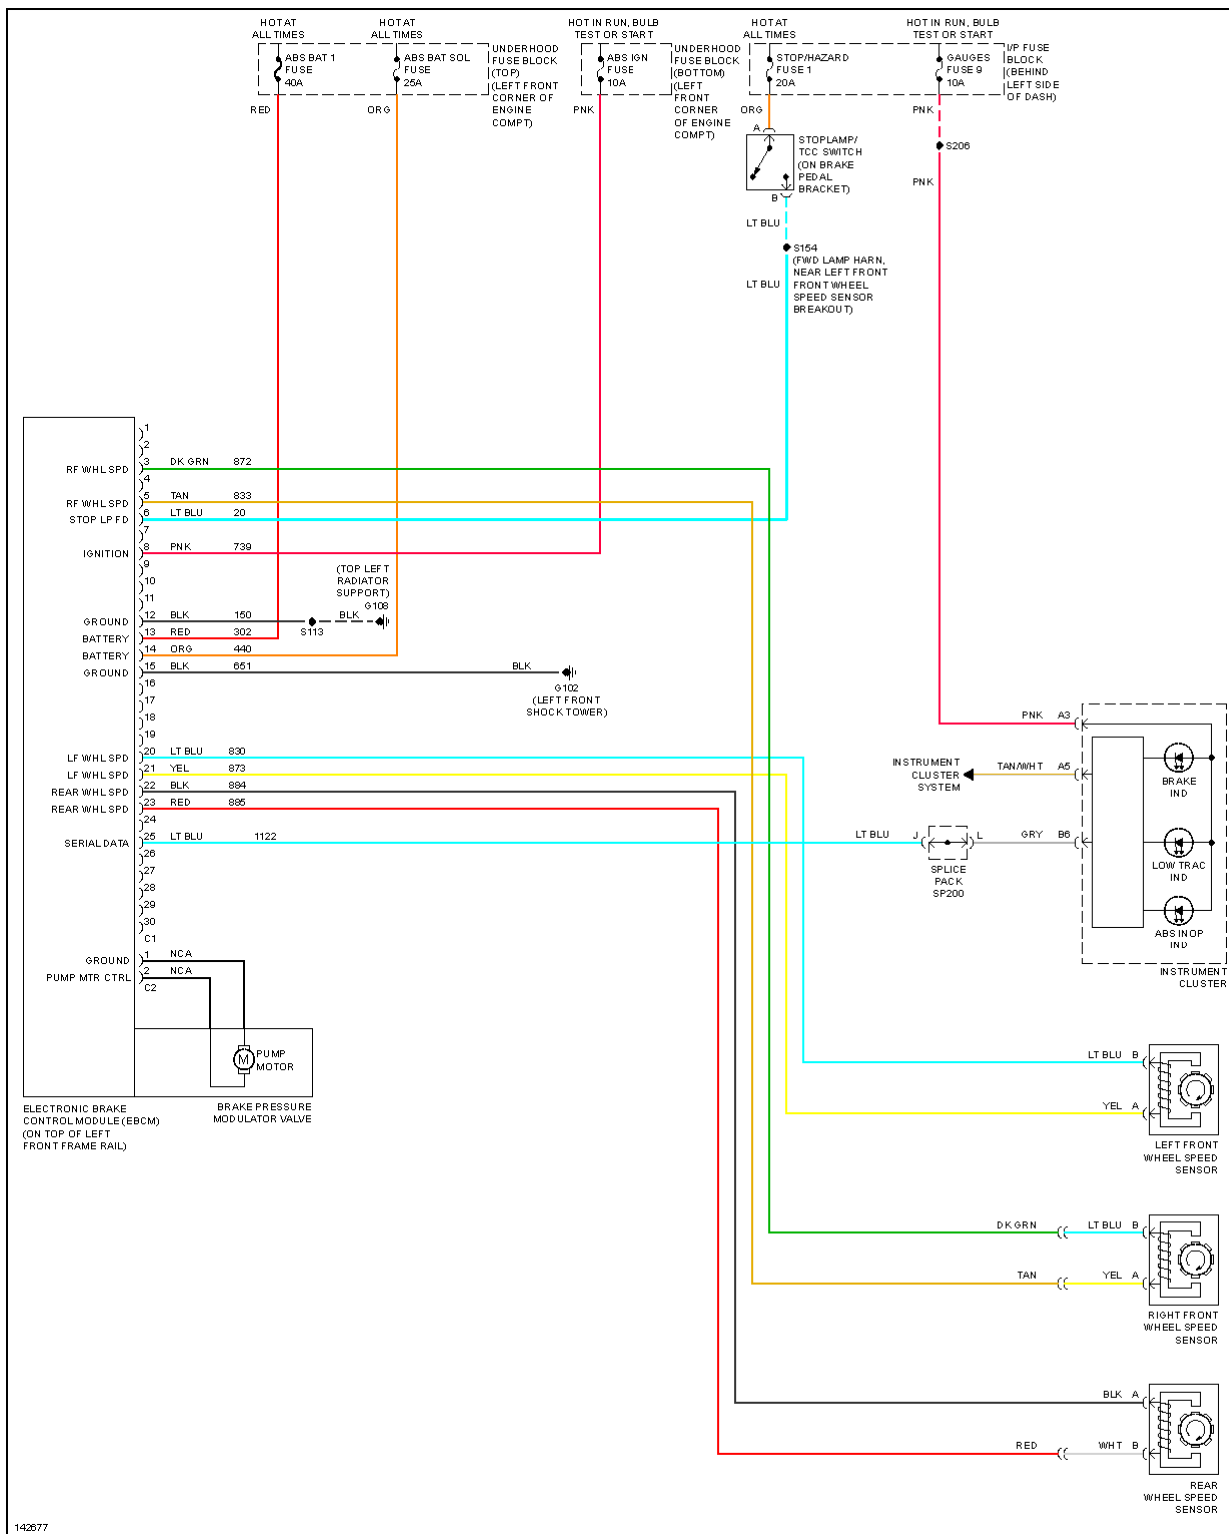 HOT AT
ALL TIMES
HOT AT
ALL TIMES
HOT IN RUN, BULB
TEST OR START
HOT AT
ALL TIMES
HOT IN RUN, BULB
TEST OR START
ABS BAT 1
FUSE
40A
ABS BAT SOL
FUSE
25A
UNDERHOOD
FUSE BLOCK
(TOP)
(LEFT FRONT
CORNER OF
ENGINE
COMPT)
ABS IGN
FUSE
10A
UNDERHOOD
FUSE BLOCK
(BOTTOM)
(LEFT
FRONT
CORNER
OF ENGINE
COMPT)
STOP/HAZARD
FUSE 1
20A
GAUGES
FUSE 9
10A
I/P FUSE
BLOCK
(BEHIND
LEFT SIDE
OF DASH)
RED
ORG
PNK
ORG
PNK
A
STOPLAMP/
TCC SWITCH
(ON BRAKE
PEDAL
BRACKET)
B
S206
PNK
LT BLU
S154
(FWD LAMP HARN,
NEAR LEFT FRONT
FRONT WHEEL
SPEED SENSOR
BREAKOUT)
LT BLU
1
2
RF WHL SPD 3 DK GRN 872
4
RF WHL SPD 5 TAN 833
STOP LP FD 6 LT BLU 20
7
IGNITION 8 PNK 739
9
10
11
(TOP LEFT
RADIATOR
SUPPORT)
G108
GROUND 12 BLK 150 BLK
S113
BATTERY 13 RED 302
BATTERY 14 ORG 440
GROUND 15 BLK 651 BLK
G102
(LEFT FRONT
SHOCK TOWER)
16
17
18
19
LF WHL SPD 20 LT BLU 830
LF WHL SPD 21 YEL 873
REAR WHL SPD 22 BLK 884
REAR WHL SPD 23 RED 885
24
SERIAL DATA 25 LT BLU 1122
26
27
28
29
30
C1
GROUND 1 NCA
PUMP MTR CTRL 2 NCA
C2
M
PUMP
MOTOR
ELECTRONIC BRAKE
CONTROL MODULE (EBCM)
(ON TOP OF LEFT
FRONT FRAME RAIL)
BRAKE PRESSURE
MODULATOR VALVE
PNK A3
INSTRUMENT
CLUSTER
SYSTEM
TAN/WHT A5
BRAKE
IND
LT BLU J L GRY B6
SPLICE
PACK
SP200
LOW TRAC
IND
ABS INOP
IND
INSTRUMENT
CLUSTER
LT BLU B
YEL A
LEFT FRONT
WHEEL SPEED
SENSOR
DK GRN LT BLU B
TAN YEL A
RIGHT FRONT
WHEEL SPEED
SENSOR
BLK A
RED WHT B
REAR
WHEEL SPEED
SENSOR
142677